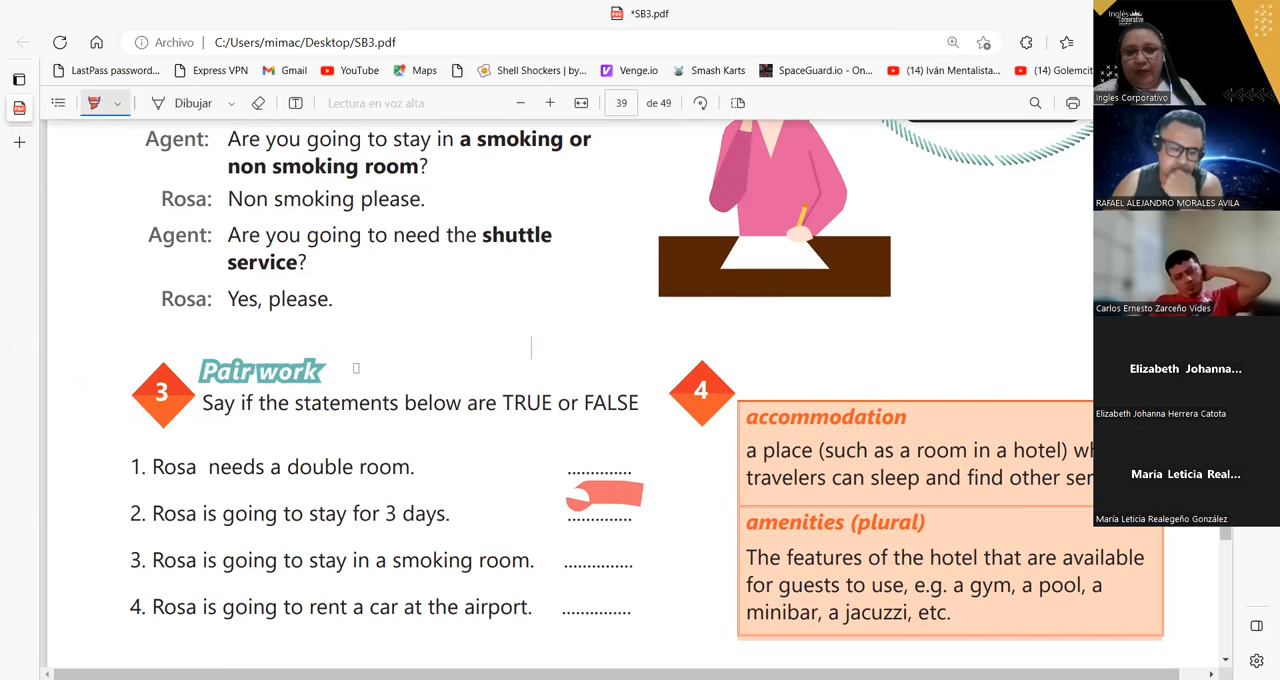 *SB3.pdf
Archivo C:/Users/mimac/Desktop/SB3.pdf
LastPass password... Express VPN Gmail YouTube Maps Shell Shockers | by... Venge.io Smash Karts SpaceGuard.io - On... (14) Iván Mentalista... (14) Golemcit
Dibujar Lectura en voz alta 39 de 49
Agent: Are you going to stay in a smoking or
non smoking room?
Rosa: Non smoking please.
Agent: Are you going to need the shuttle
service?
Rosa: Yes, please.
3 Pair work
Say if the statements below are TRUE or FALSE
1. Rosa needs a double room. .............
2. Rosa is going to stay for 3 days. .............
3. Rosa is going to stay in a smoking room. ..............
4. Rosa is going to rent a car at the airport. ..............
4
accommodation
a place (such as a room in a hotel) wh
travelers can sleep and find other ser
amenities (plural)
The features of the hotel that are available
for guests to use, e.g. a gym, a pool, a
minibar, a jacuzzi, etc.
Inglés
Corporativo
Ingles Corporativo
RAFAEL ALEJANDRO MORALES AVILA
Carlos Ernesto Zarceño Vides
Elizabeth Johanna...
Elizabeth Johanna Herrera Catota
María Leticia Real...
María Leticia Realegeño González